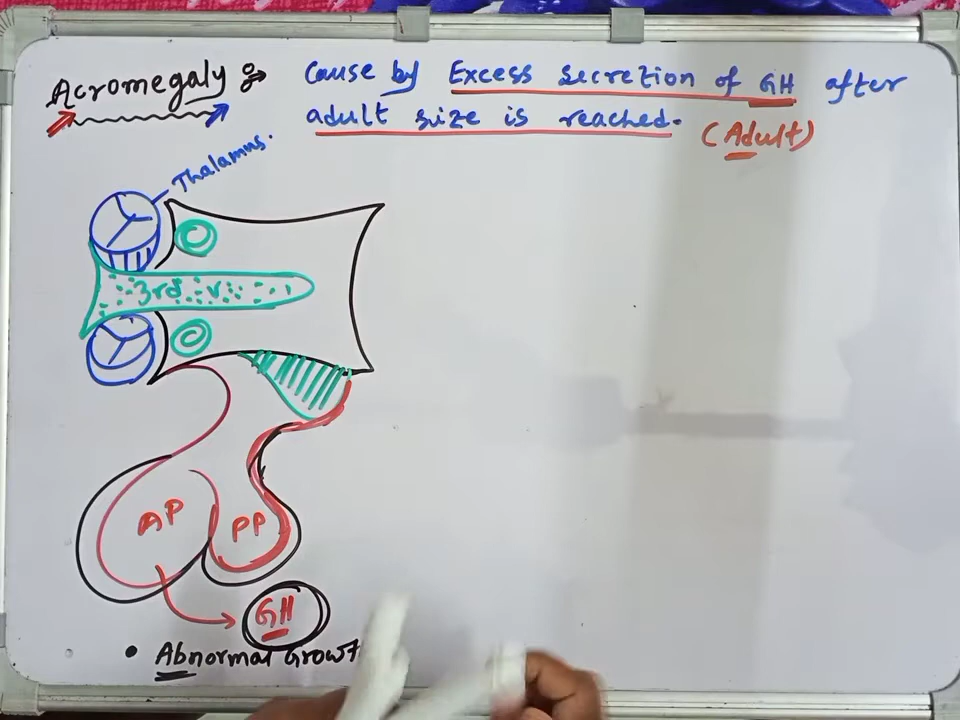 Acromegaly :→ Cause by Excess secretion of GH after
adult size is reached.
(Adult)
Thalamus.
3rd v
AP
PP
GH
• Abnormal Growt